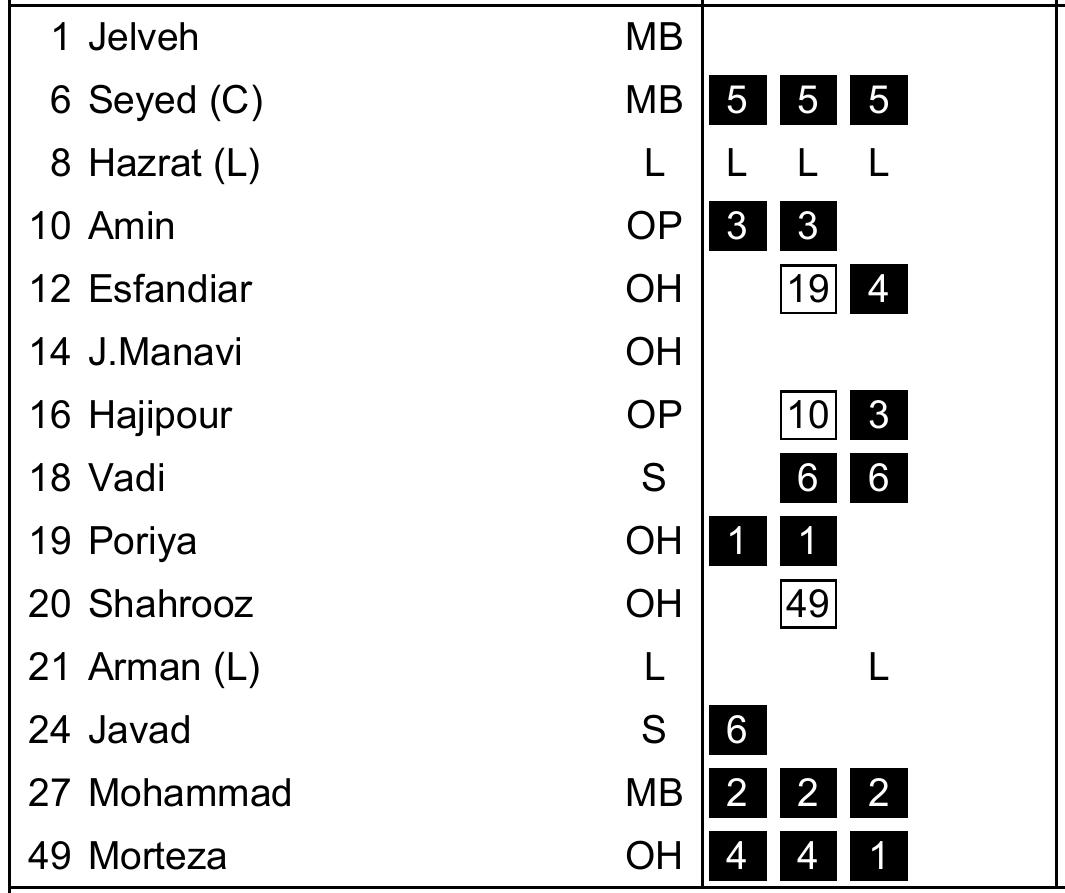 1 Jelveh MB
6 Seyed (C) MB 5 5 5
8 Hazrat (L) L L L L
10 Amin OP 3 3
12 Esfandiar OH 19 4
14 J.Manavi OH
16 Hajipour OP 10 3
18 Vadi S 6 6
19 Poriya OH 1 1
20 Shahrooz OH 49
21 Arman (L) L L
24 Javad S 6
27 Mohammad MB 2 2 2
49 Morteza OH 4 4 1